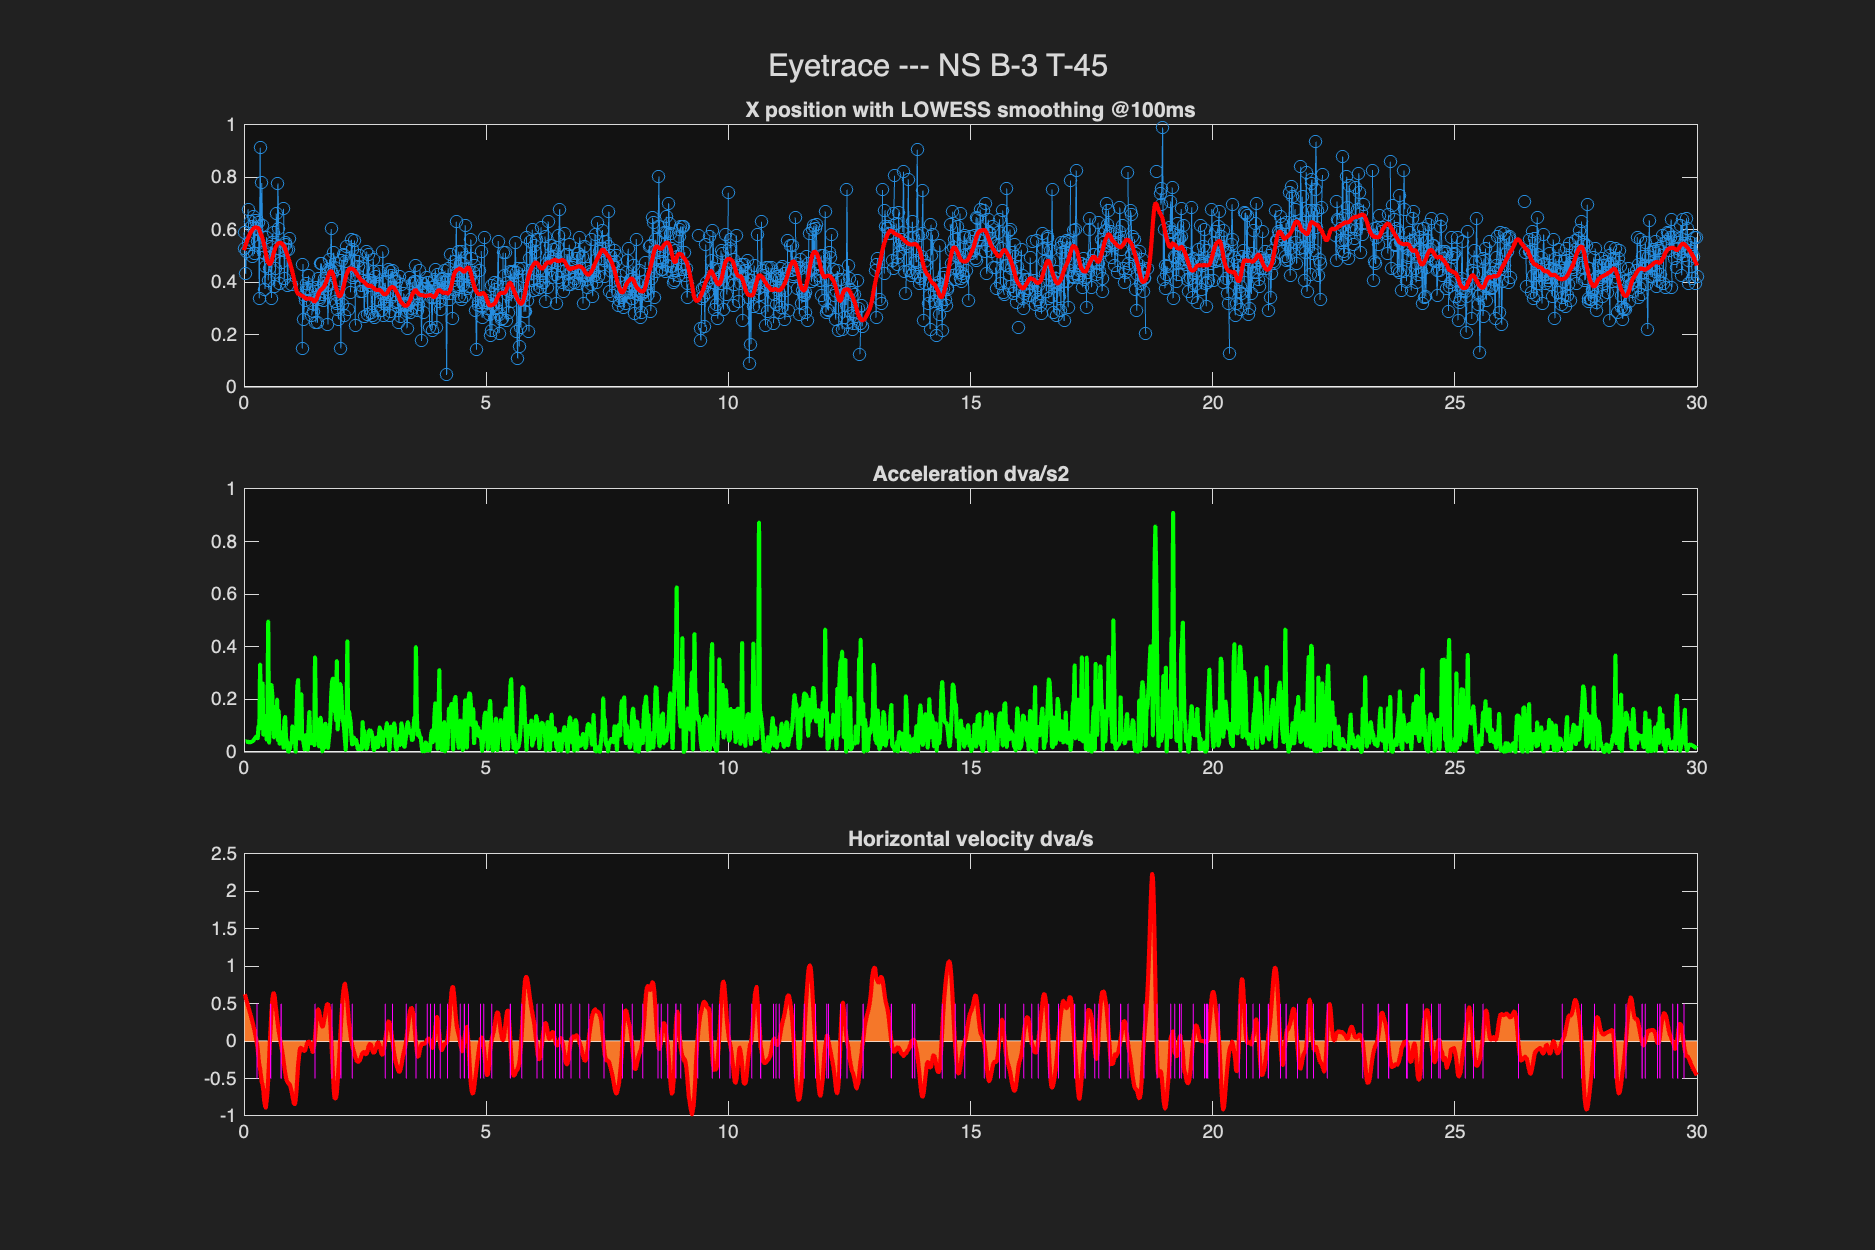 Eyetrace --- NS B-3 T-45
X position with LOWESS smoothing @100ms
1
0.8
0.6
0.4
0.2
0
0 5 10 15 20 25 30
Acceleration dva/s2
1
0.8
0.6
0.4
0.2
0
0 5 10 15 20 25 30
Horizontal velocity dva/s
2.5
2
1.5
1
0.5
0
-0.5
-1
0 5 10 15 20 25 30